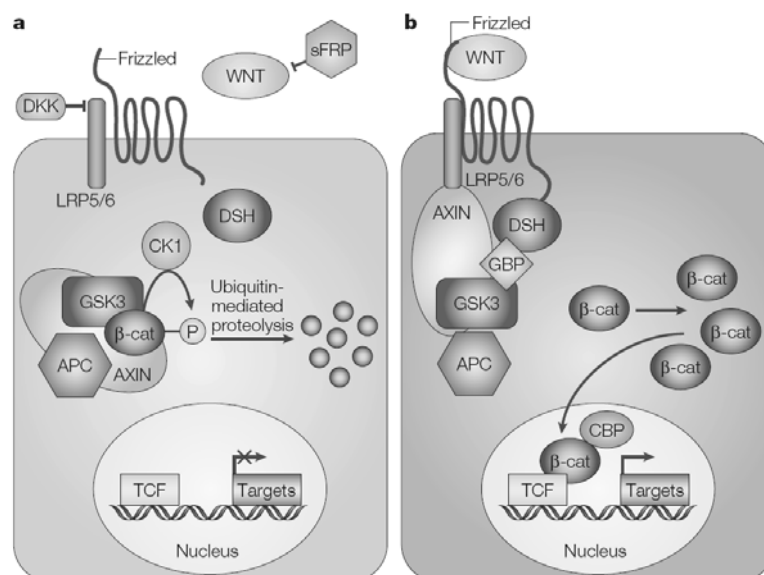 a
Frizzled
WNT
sFRP
DKK
LRP5/6
DSH
CK1
GSK3
β-cat
P
APC
AXIN
Ubiquitin-
mediated
proteolysis
TCF
Targets
Nucleus
b
Frizzled
WNT
LRP5/6
AXIN
DSH
GBP
GSK3
APC
β-cat
β-cat
β-cat
β-cat
CBP
β-cat
TCF
Targets
Nucleus